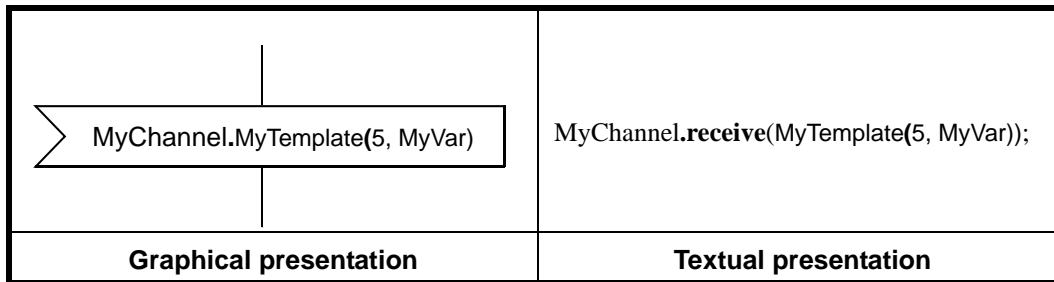 MyChannel.MyTemplate(5, MyVar)
MyChannel.receive(MyTemplate(5, MyVar));
Graphical presentation
Textual presentation